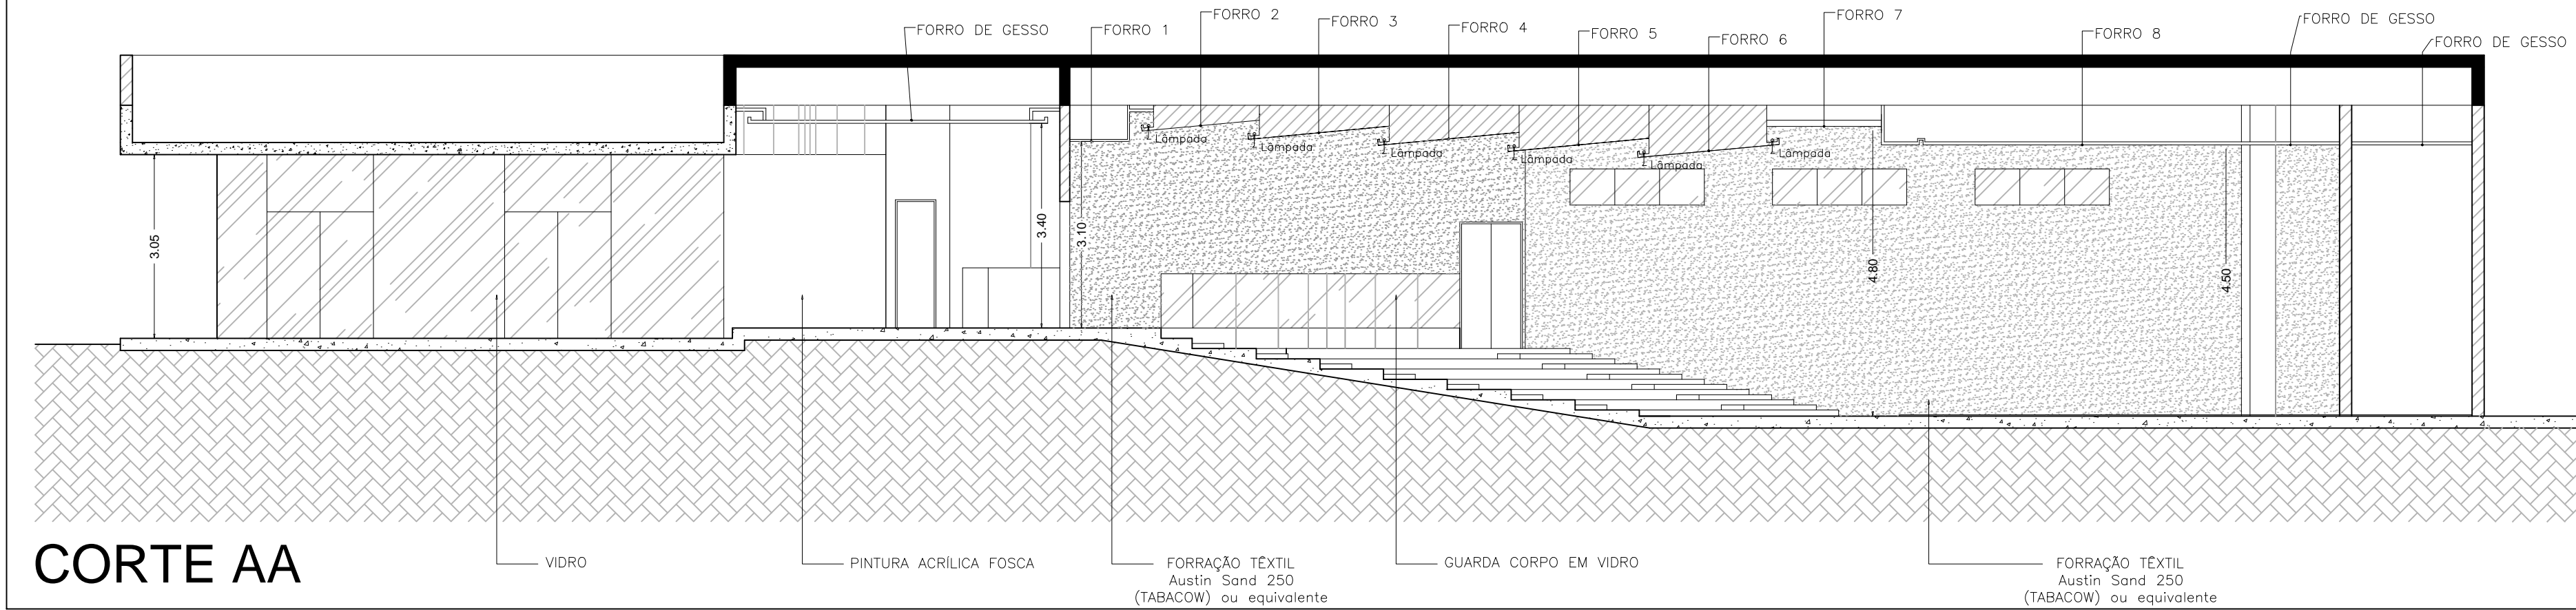 FORRO DE GESSO
FORRO 1
FORRO 2
FORRO 3
FORRO 4
FORRO 5
FORRO 6
FORRO 7
FORRO 8
FORRO DE GESSO
FORRO DE GESSO
Lâmpada
Lâmpada
Lâmpada
Lâmpada
Lâmpada
Lâmpada
3.05
3.40
3.10
4.80
4.50
CORTE AA
VIDRO
PINTURA ACRÍLICA FOSCA
FORRAÇÃO TÊXTIL
Austin Sand 250
(TABACOW) ou equivalente
GUARDA CORPO EM VIDRO
FORRAÇÃO TÊXTIL
Austin Sand 250
(TABACOW) ou equivalente